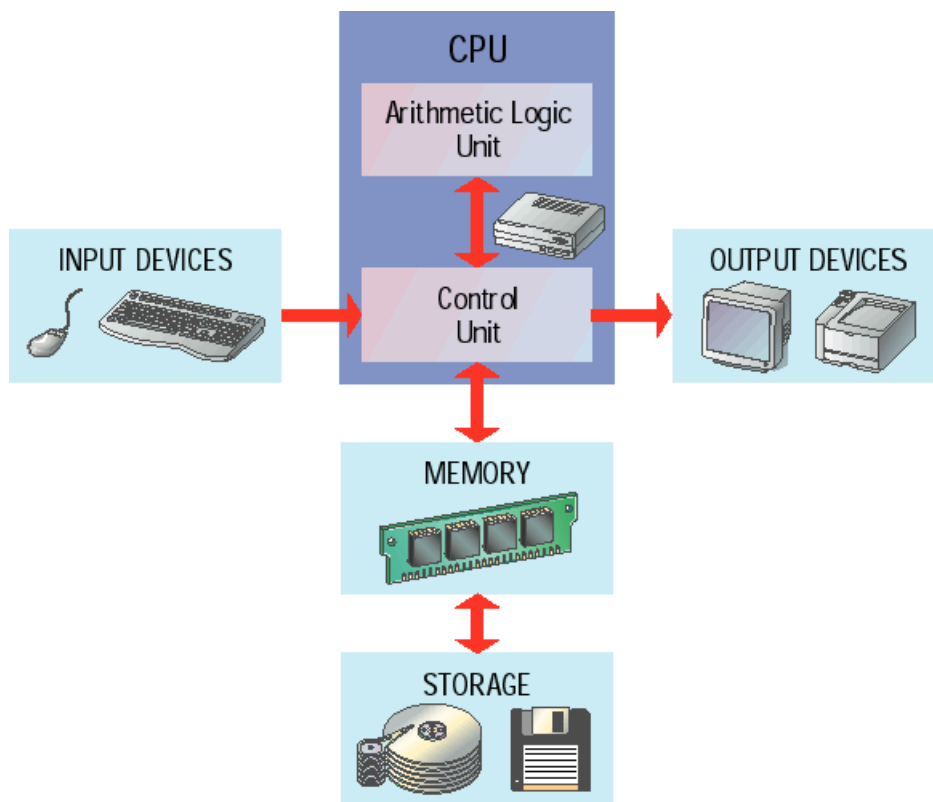 CPU
Arithmetic Logic
Unit
INPUT DEVICES
Control
Unit
OUTPUT DEVICES
MEMORY
STORAGE